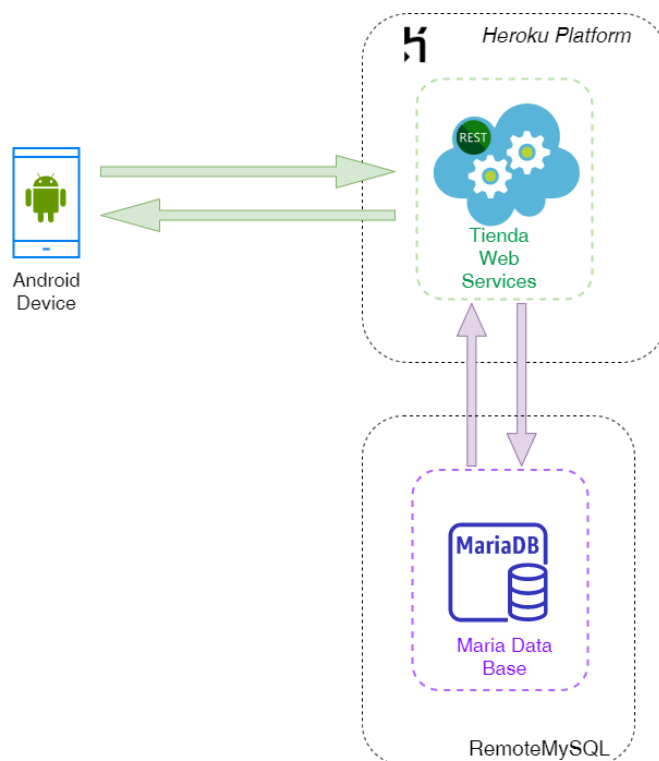 Heroku Platform
REST
Tienda
Web
Services
Android
Device
MariaDB
Maria Data
Base
RemoteMySQL